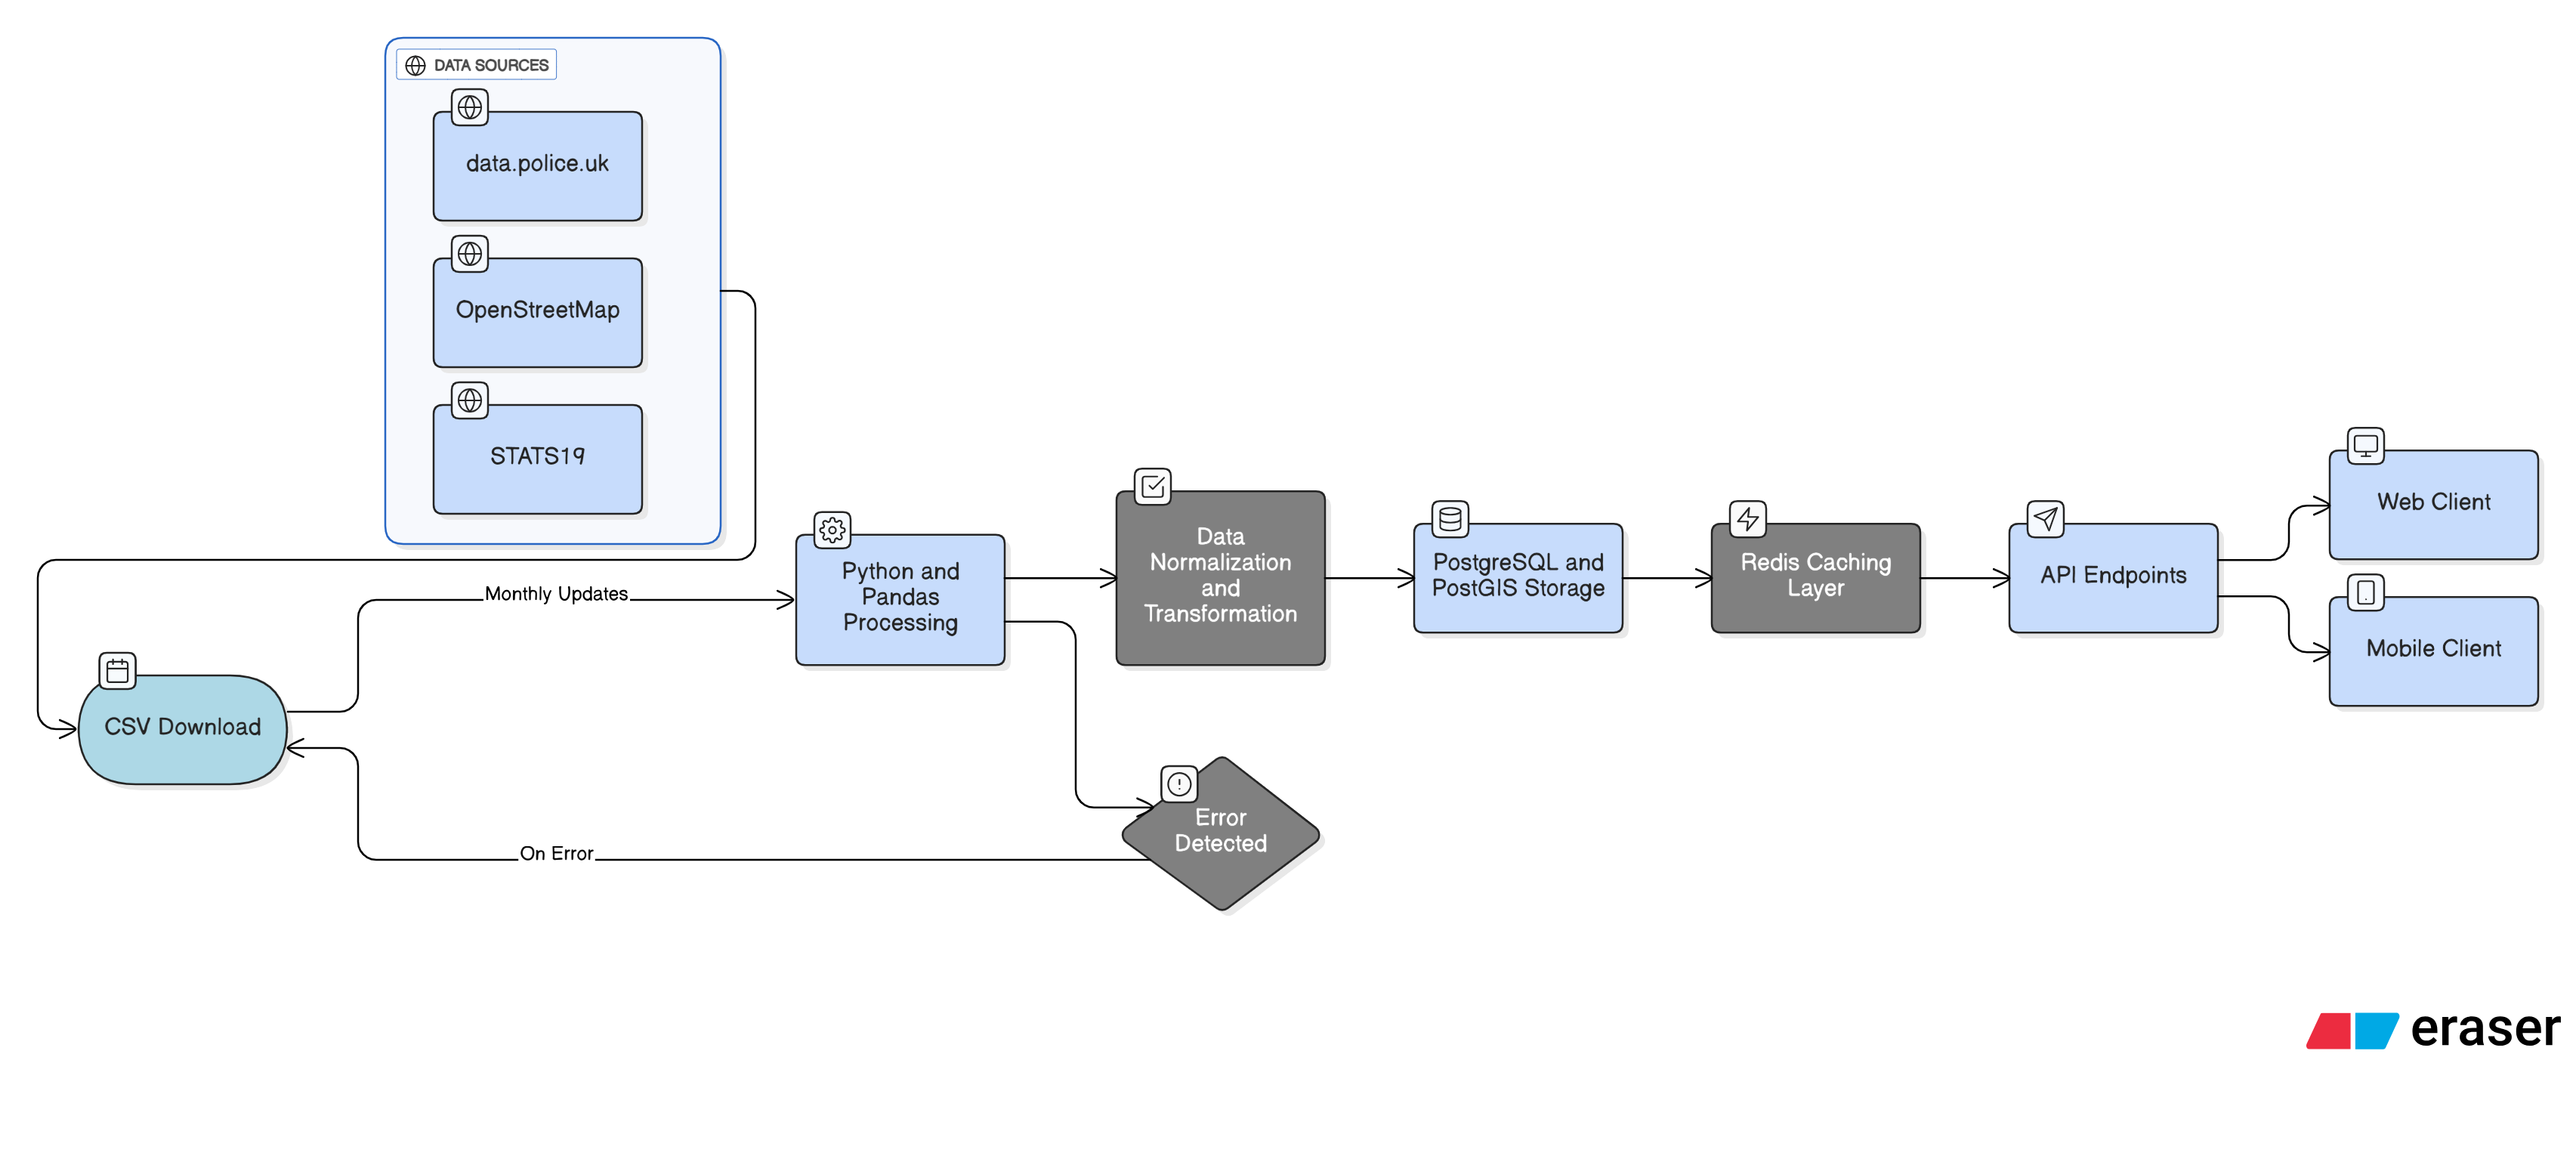 DATA SOURCES
data.police.uk
OpenStreetMap
STATS19
CSV Download
Monthly Updates
Python and
Pandas
Processing
Data
Normalization
and
Transformation
PostgreSQL and
PostGIS Storage
Redis Caching
Layer
API Endpoints
Web Client
Mobile Client
Error
Detected
On Error
eraser